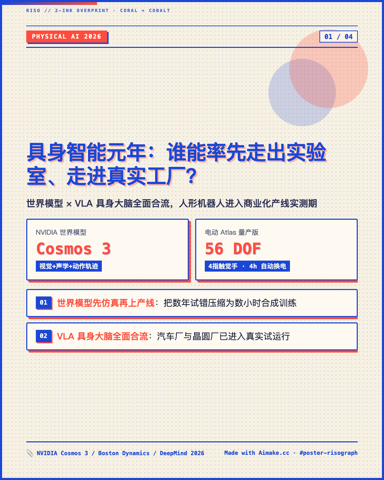 RISO // 2-INK OVERPRINT · CORAL + COBALT
PHYSICAL AI 2026
01 / 04
具身智能元年：谁能率先走出实验
室、走进真实工厂？
世界模型 × VLA 具身大脑全面合流，人形机器人进入商业化产线实测期
NVIDIA 世界模型
Cosmos 3
视觉+声学+动作轨迹
电动 Atlas 量产版
56 DOF
4指触觉手 · 4h 自动换电
01 世界模型先仿真再上产线：把数年试错压缩为数小时合成训练
02 VLA 具身大脑全面合流：汽车厂与晶圆厂已进入真实试运行
NVIDIA Cosmos 3 / Boston Dynamics / DeepMind 2026
Made with Aimake.cc · #poster-risograph